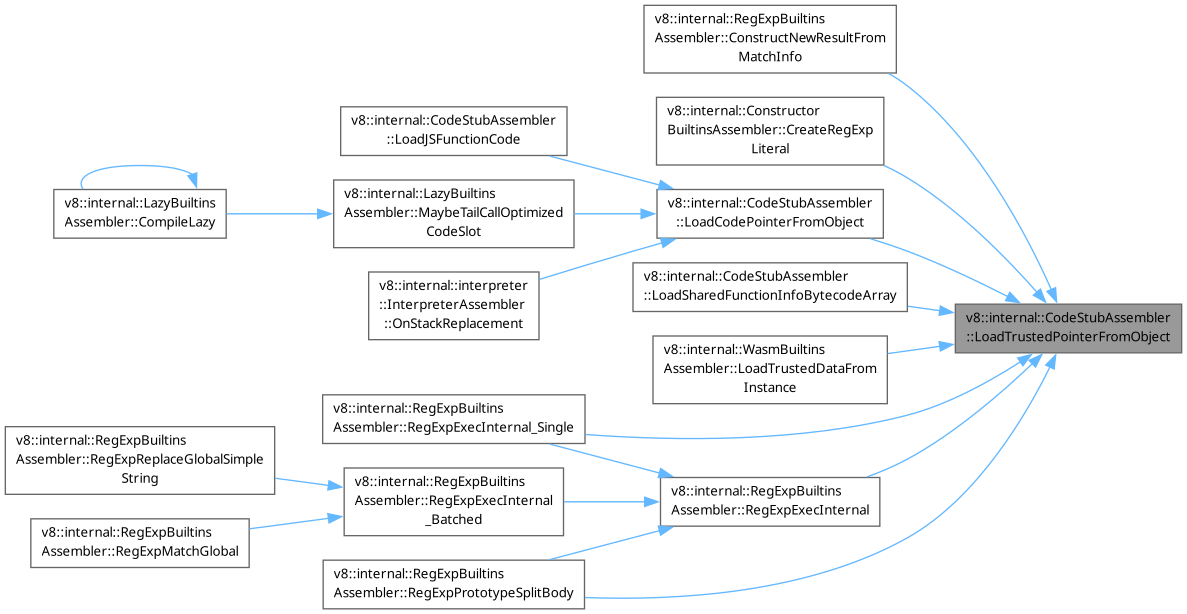 v8::internal::RegExpBuiltins
Assembler::ConstructNewResultFrom
MatchInfo
v8::internal::Constructor
BuiltinsAssembler::CreateRegExp
Literal
v8::internal::CodeStubAssembler
::LoadJSFunctionCode
v8::internal::LazyBuiltins
Assembler::CompileLazy
v8::internal::LazyBuiltins
Assembler::MaybeTailCallOptimized
CodeSlot
v8::internal::CodeStubAssembler
::LoadCodePointerFromObject
v8::internal::interpreter
::InterpreterAssembler
::OnStackReplacement
v8::internal::CodeStubAssembler
::LoadSharedFunctionInfoBytecodeArray
v8::internal::CodeStubAssembler
::LoadTrustedPointerFromObject
v8::internal::WasmBuiltins
Assembler::LoadTrustedDataFrom
Instance
v8::internal::RegExpBuiltins
Assembler::RegExpExecInternal_Single
v8::internal::RegExpBuiltins
Assembler::RegExpReplaceGlobalSimple
String
v8::internal::RegExpBuiltins
Assembler::RegExpExecInternal
_Batched
v8::internal::RegExpBuiltins
Assembler::RegExpExecInternal
v8::internal::RegExpBuiltins
Assembler::RegExpMatchGlobal
v8::internal::RegExpBuiltins
Assembler::RegExpPrototypeSplitBody